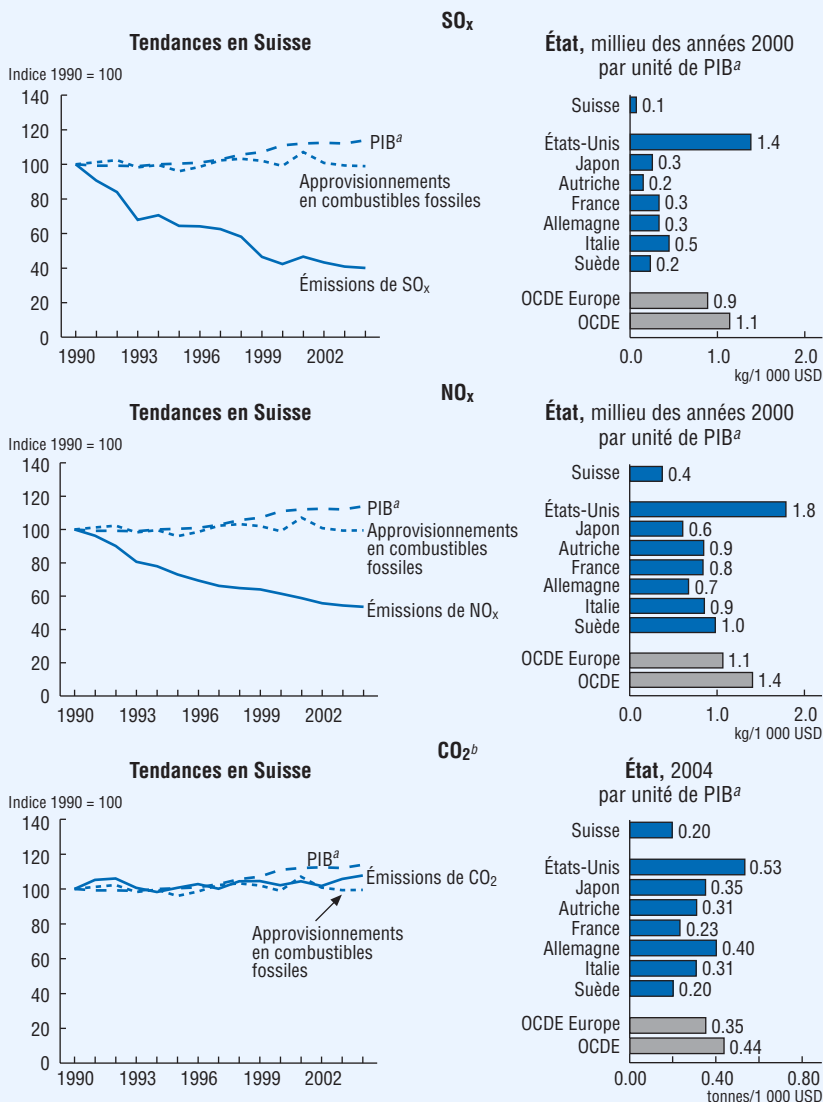 SOx
Tendances en Suisse
Indice 1990 = 100
140
120
100
80
60
40
20
0
1990 1993 1996 1999 2002
PIBa
Approvisionnements
en combustibles fossiles
Émissions de SOx
État, milieu des années 2000
par unité de PIBa
Suisse 0.1
États-Unis 1.4
Japon 0.3
Autriche 0.2
France 0.3
Allemagne 0.3
Italie 0.5
Suède 0.2
OCDE Europe 0.9
OCDE 1.1
0.0 1.0 2.0
kg/1 000 USD
NOx
Tendances en Suisse
Indice 1990 = 100
140
120
100
80
60
40
20
0
1990 1993 1996 1999 2002
PIBa
Approvisionnements
en combustibles
fossiles
Émissions de NOx
État, milieu des années 2000
par unité de PIBa
Suisse 0.4
États-Unis 1.8
Japon 0.6
Autriche 0.9
France 0.8
Allemagne 0.7
Italie 0.9
Suède 1.0
OCDE Europe 1.1
OCDE 1.4
0.0 1.0 2.0
kg/1 000 USD
CO2b
Tendances en Suisse
Indice 1990 = 100
140
120
100
80
60
40
20
0
1990 1993 1996 1999 2002
PIBa
Émissions de CO2
Approvisionnements
en combustibles
fossiles
État, 2004
par unité de PIBa
Suisse 0.20
États-Unis 0.53
Japon 0.35
Autriche 0.31
France 0.23
Allemagne 0.40
Italie 0.31
Suède 0.20
OCDE Europe 0.35
OCDE 0.44
0.00 0.40 0.80
tonnes/1 000 USD